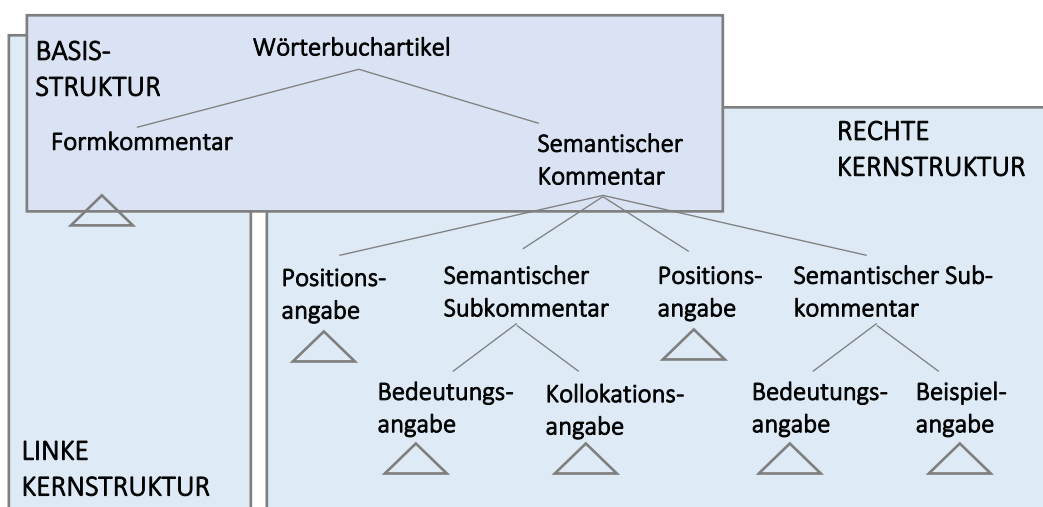 BASIS-
STRUKTUR
Wörterbuchartikel
Formkommentar
Semantischer
Kommentar
RECHTE
KERNSTRUKTUR
Positions-
angabe
Semantischer
Subkommentar
Positions-
angabe
Semantischer Sub-
kommentar
Bedeutungs-
angabe
Kollokations-
angabe
Bedeutungs-
angabe
Beispiel-
angabe
LINKE
KERNSTRUKTUR